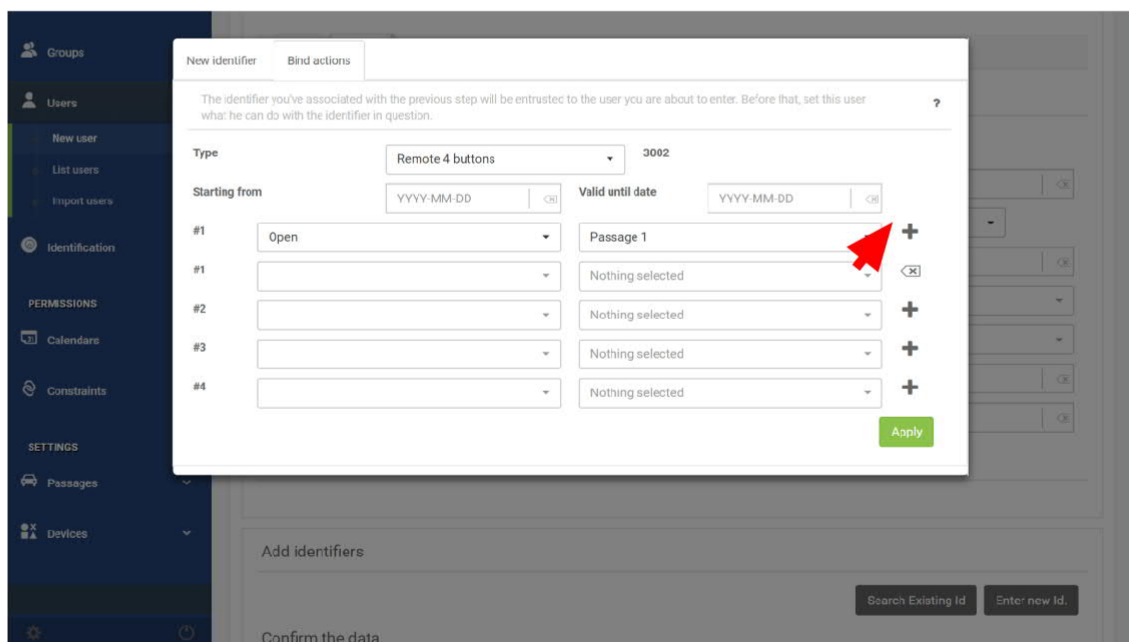 Groups
Users
New user
List users
Import users
Identification
PERMISSIONS
Calendars
Constraints
SETTINGS
Passages
Devices
New identifier
Bind actions
The identifier you've associated with the previous step will be entrusted to the user you are about to enter. Before that, set this user
what he can do with the identifier in question.
?
Type
Remote 4 buttons
3002
Starting from
YYYY-MM-DD
Valid until date
YYYY-MM-DD
#1
Open
Passage 1
#1
Nothing selected
#2
Nothing selected
#3
Nothing selected
#4
Nothing selected
Apply
Add identifiers
Search Existing Id
Enter new Id.
Confirm the data